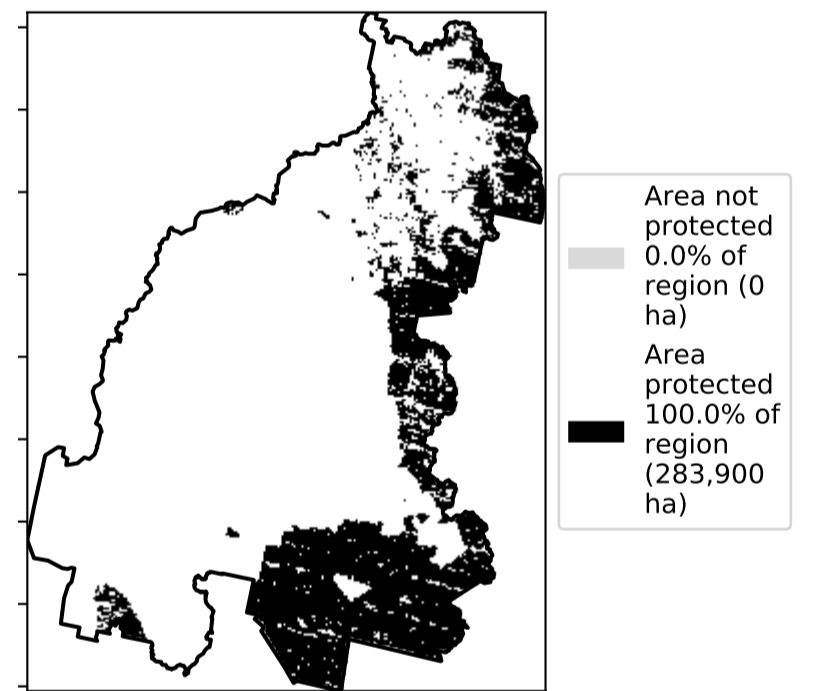 Area not
protected
0.0% of
region (0
ha)
Area
protected
100.0% of
region
(283,900
ha)